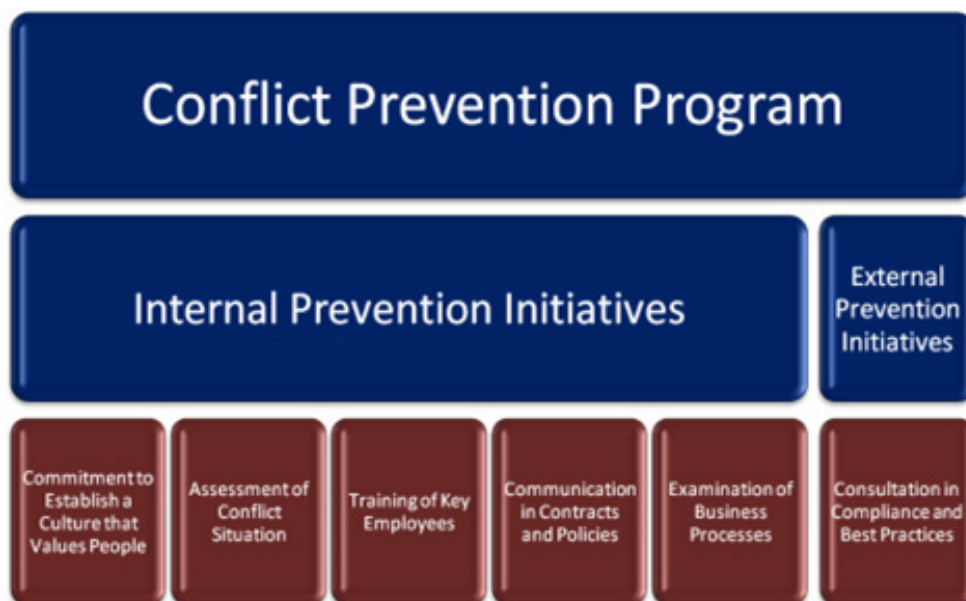 Conflict Prevention Program
Internal Prevention Initiatives
External
Prevention
Initiatives
Commitment to
Establish a
Culture that
Values People
Assessment of
Conflict
Situation
Training of Key
Employees
Communication
in Contracts
and Policies
Examination of
Business
Processes
Consultation in
Compliance and
Best Practices